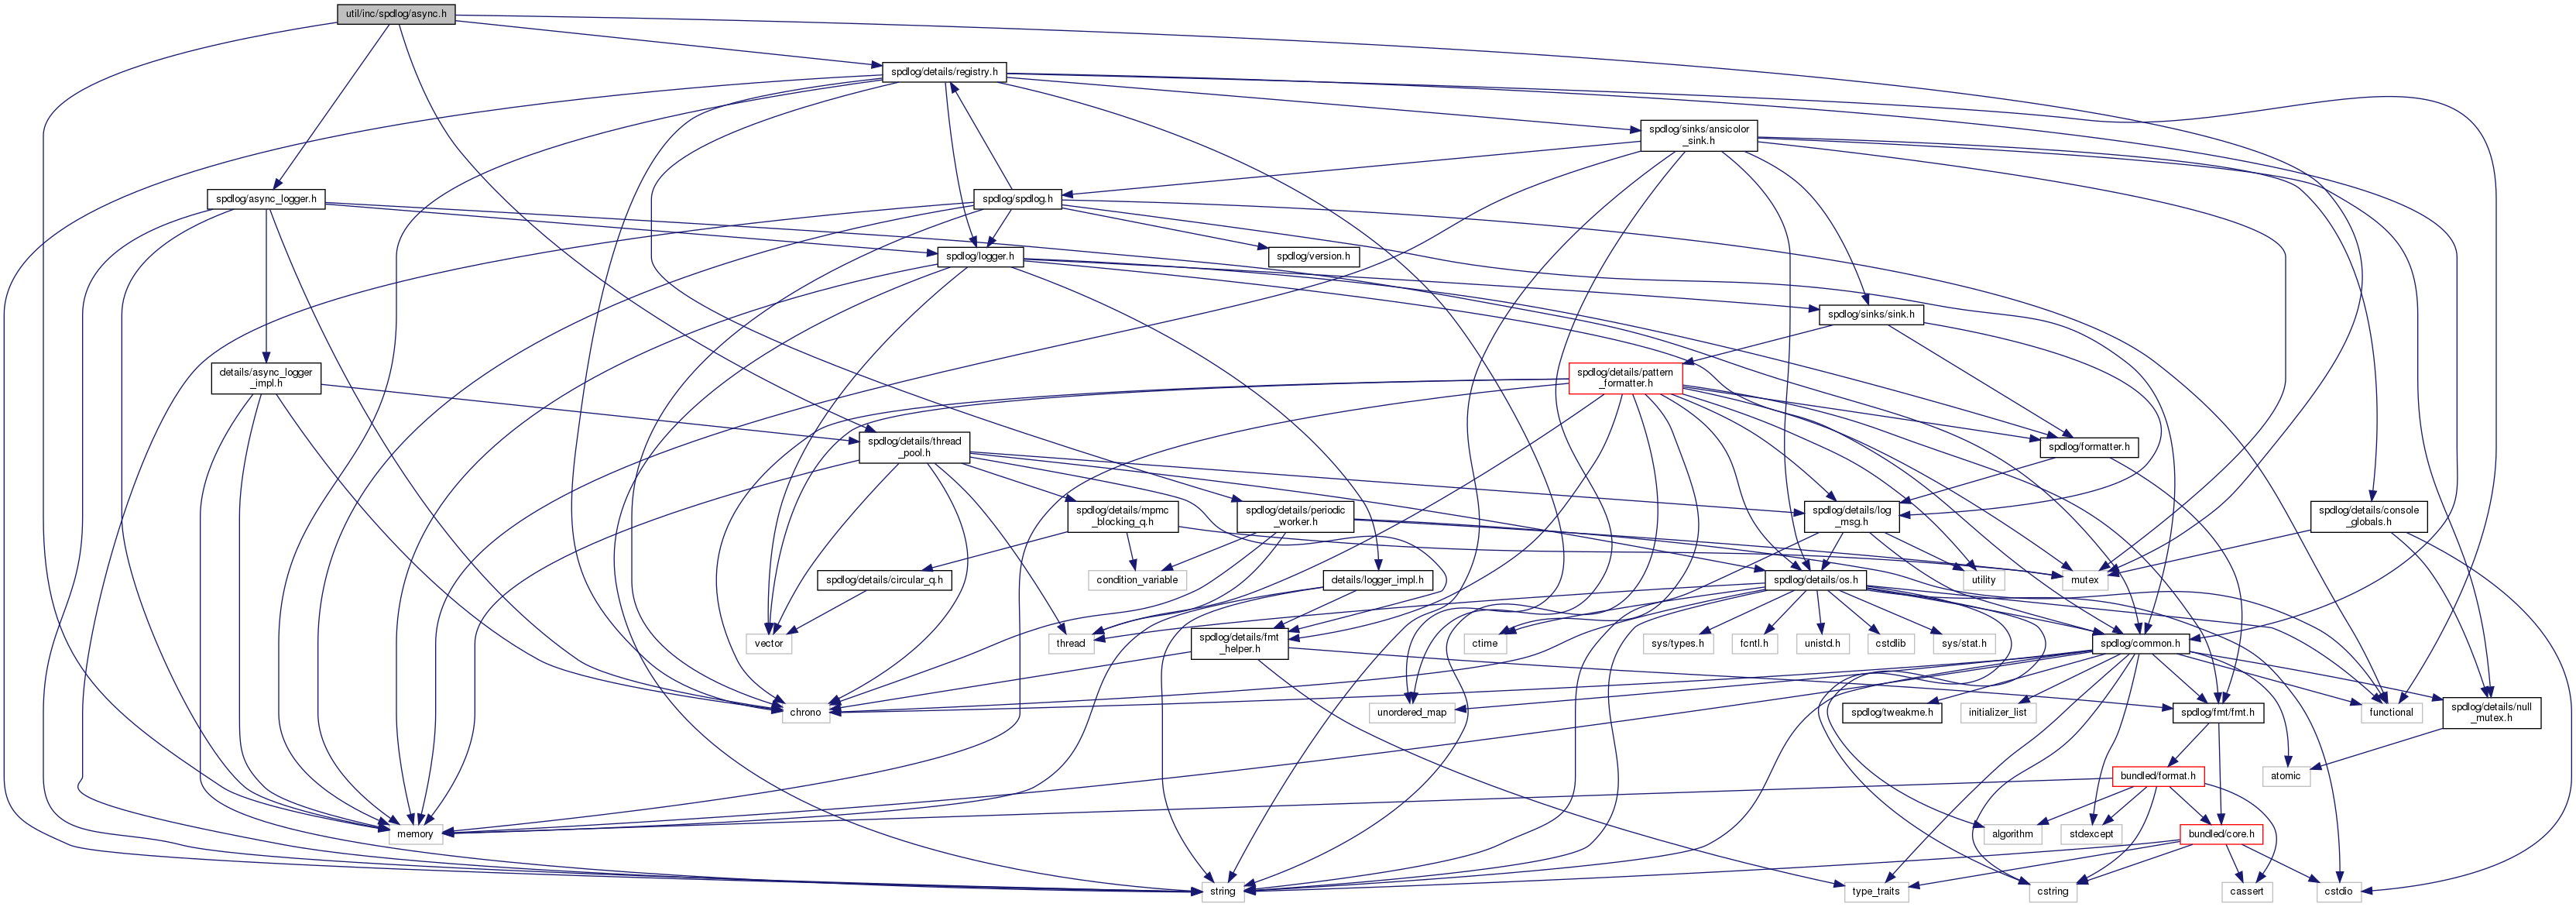 util/inc/spdlog/async.h
spdlog/details/registry.h
spdlog/sinks/ansicolor
_sink.h
spdlog/async_logger.h
spdlog/spdlog.h
spdlog/logger.h
spdlog/version.h
spdlog/sinks/sink.h
details/async_logger
_impl.h
spdlog/details/pattern
_formatter.h
spdlog/details/thread
_pool.h
spdlog/formatter.h
spdlog/details/mpmc
_blocking_q.h
spdlog/details/periodic
_worker.h
spdlog/details/log
_msg.h
spdlog/details/console
_globals.h
spdlog/details/circular_q.h
condition_variable
details/logger_impl.h
spdlog/details/os.h
utility
mutex
vector
thread
spdlog/details/fmt
_helper.h
ctime
sys/types.h
fcntl.h
unistd.h
cstdlib
sys/stat.h
spdlog/common.h
chrono
unordered_map
spdlog/tweakme.h
initializer_list
spdlog/fmt/fmt.h
functional
spdlog/details/null
_mutex.h
bundled/format.h
atomic
memory
algorithm
stdexcept
bundled/core.h
string
type_traits
cstring
cassert
cstdio